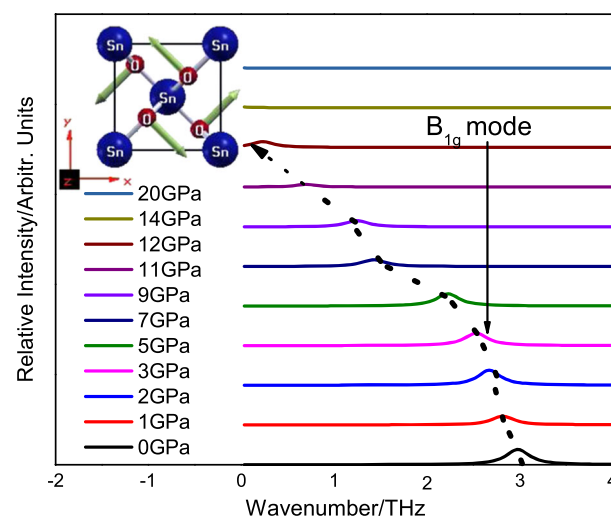 Relative Intensity/Arbitr. Units
Sn
Sn
O
O
Sn
O
O
Sn
Sn
y
z
x
B1g mode
20GPa
14GPa
12GPa
11GPa
9GPa
7GPa
5GPa
3GPa
2GPa
1GPa
0GPa
-2 -1 0 1 2 3 4
Wavenumber/THz